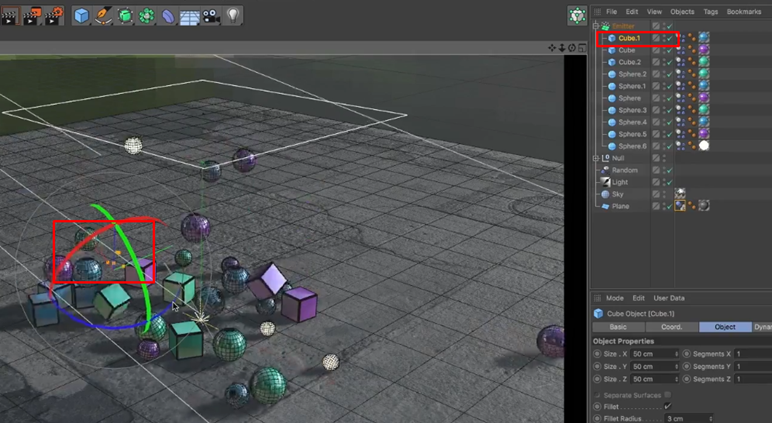 File Edit View Objects Tags Bookmarks
Emitter
Cube.1
Cube
Cube.2
Sphere.2
Sphere.1
Sphere
Sphere.3
Sphere.4
Sphere.5
Sphere.6
Null
Random
Light
Sky
Plane
Mode Edit User Data
Cube Object [Cube.1]
Basic Coord. Object Dynam
Object Properties
Size . X 50 cm Segments X 1
Size . Y 50 cm Segments Y 1
Size . Z 50 cm Segments Z 1
Separate Surfaces
Fillet
Fillet Radius 3 cm